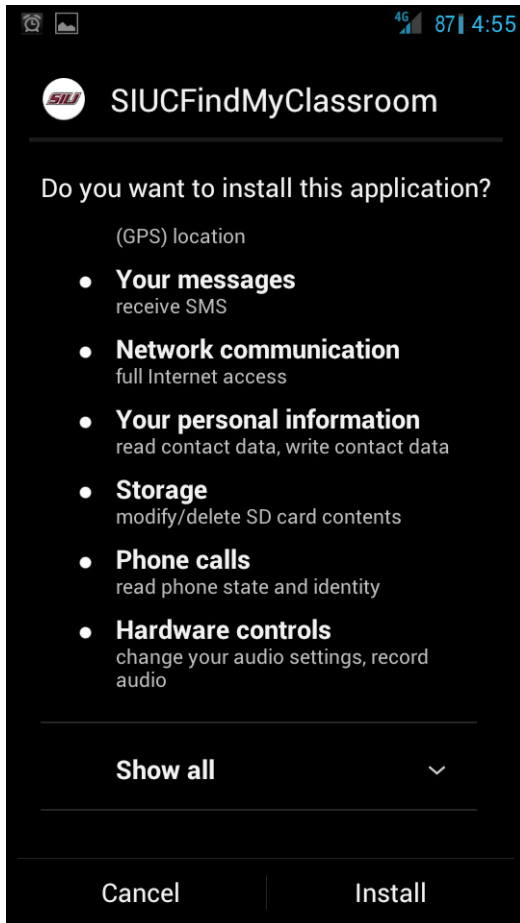 4G 87 4:55
SIU SIUCFindMyClassroom
Do you want to install this application?
(GPS) location
Your messages
receive SMS
Network communication
full Internet access
Your personal information
read contact data, write contact data
Storage
modify/delete SD card contents
Phone calls
read phone state and identity
Hardware controls
change your audio settings, record
audio
Show all
Cancel Install